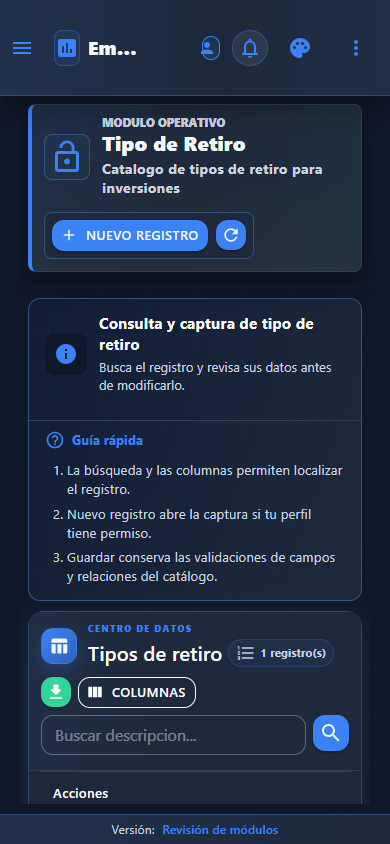 Em...
MODULO OPERATIVO
Tipo de Retiro
Catalogo de tipos de retiro para
inversiones
NUEVO REGISTRO
Consulta y captura de tipo de
retiro
Busca el registro y revisa sus datos antes
de modificarlo.
Guía rápida
1. La búsqueda y las columnas permiten localizar
el registro.
2. Nuevo registro abre la captura si tu perfil
tiene permiso.
3. Guardar conserva las validaciones de campos
y relaciones del catálogo.
CENTRO DE DATOS
Tipos de retiro
1 registro(s)
COLUMNAS
Buscar descripcion...
Acciones
Versión: Revisión de módulos